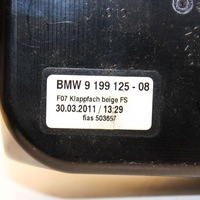 BMW 9 199 125 - 08
F07 Klappfach beige FS
30.03.2011 / 13:29
fias 503657